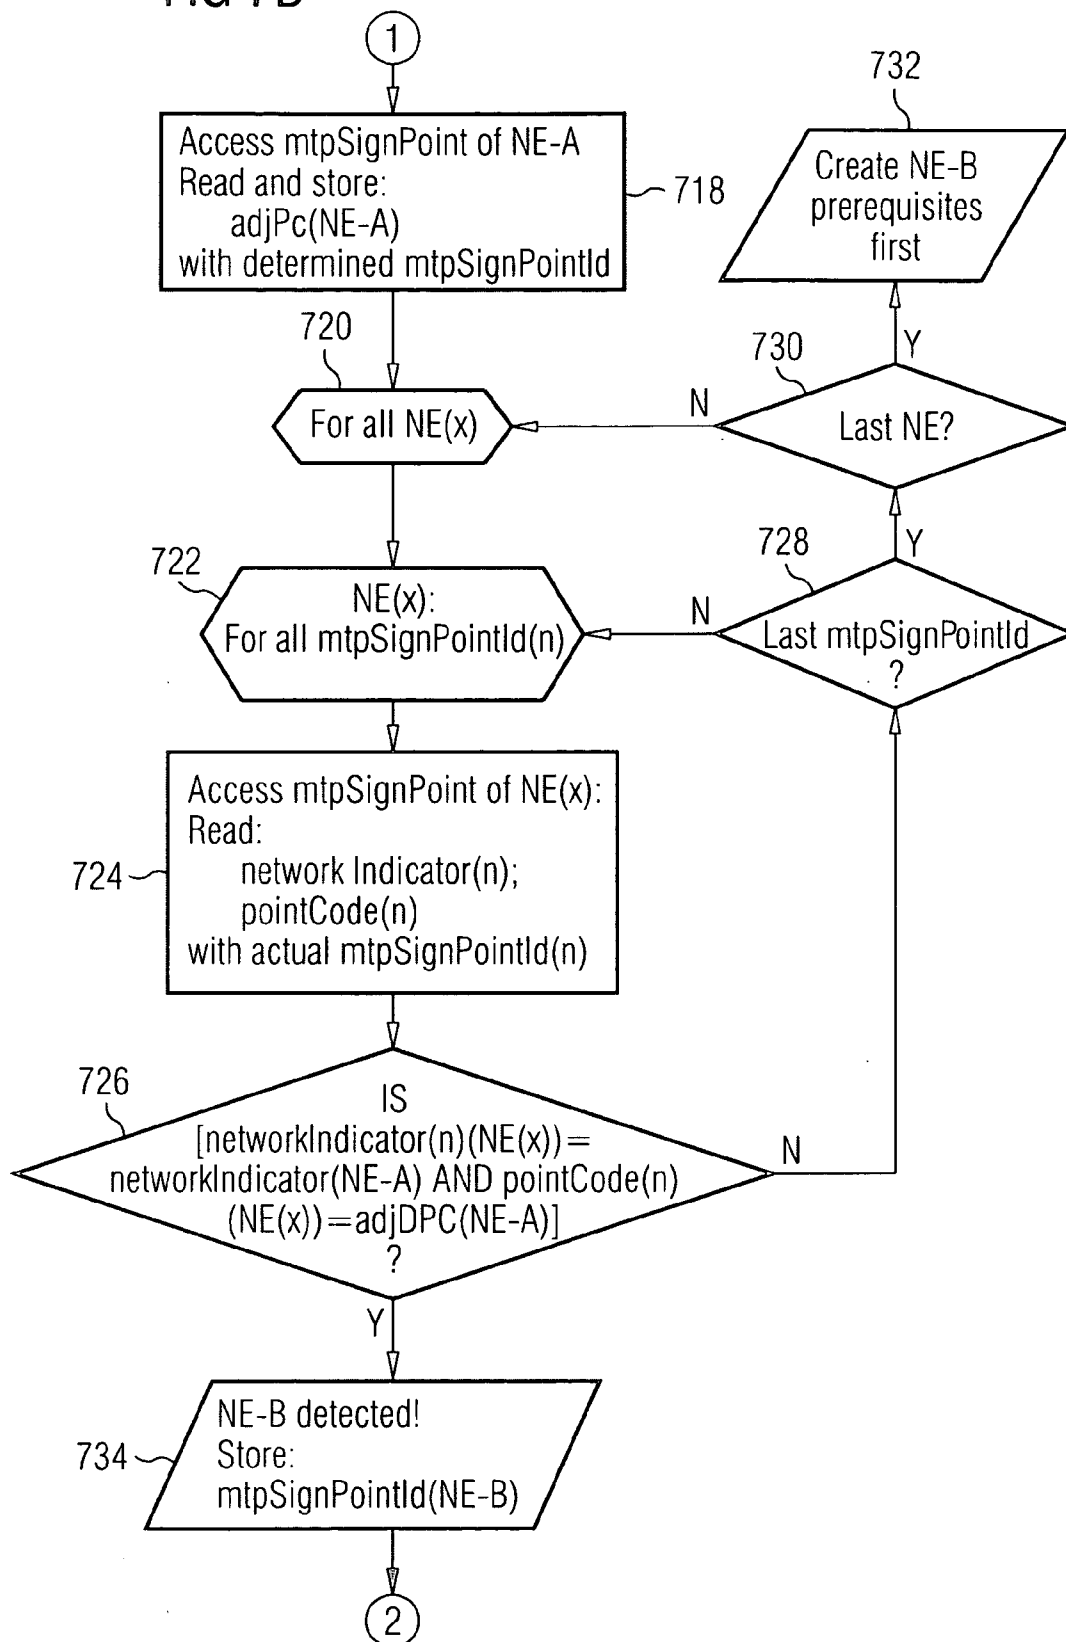 1
Access mtpSignPoint of NE-A
Read and store:
adjPc(NE-A)
with determined mtpSignPointId
718
732
Create NE-B
prerequisites
first
720
For all NE(x)
730
Y
N
Last NE?
722
NE(x):
For all mtpSignPointId(n)
728
Y
N
Last mtpSignPointId
?
724
Access mtpSignPoint of NE(x):
Read:
network Indicator(n);
pointCode(n)
with actual mtpSignPointId(n)
726
IS
[networkIndicator(n)(NE(x))=
networkIndicator(NE-A) AND pointCode(n)
(NE(x))=adjDPC(NE-A)]
?
N
Y
734
NE-B detected!
Store:
mtpSignPointId(NE-B)
2